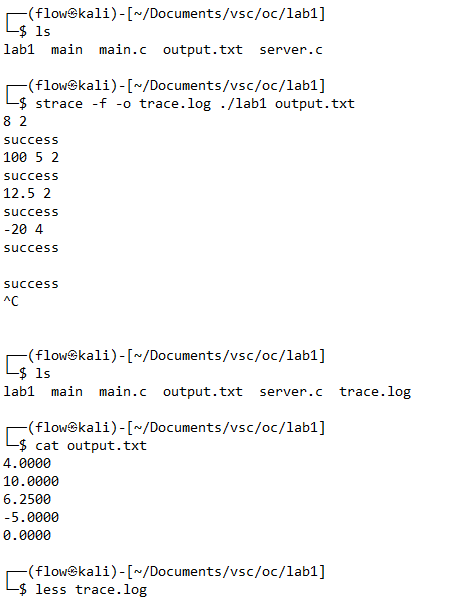 ┌──(flow㉿kali)-[~/Documents/vsc/oc/lab1]
└─$ ls
lab1  main  main.c  output.txt  server.c
┌──(flow㉿kali)-[~/Documents/vsc/oc/lab1]
└─$ strace -f -o trace.log ./lab1 output.txt
8 2
success
100 5 2
success
12.5 2
success
-20 4
success
success
^C
┌──(flow㉿kali)-[~/Documents/vsc/oc/lab1]
└─$ ls
lab1  main  main.c  output.txt  server.c  trace.log
┌──(flow㉿kali)-[~/Documents/vsc/oc/lab1]
└─$ cat output.txt
4.0000
10.0000
6.2500
-5.0000
0.0000
┌──(flow㉿kali)-[~/Documents/vsc/oc/lab1]
└─$ less trace.log